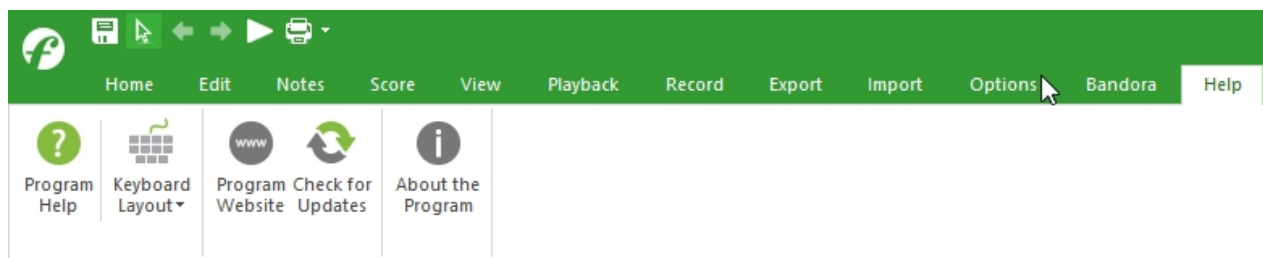 Home Edit Notes Score View Playback Record Export Import Options Bandora Help
www
Program Keyboard Program Check for About the
Help Layout Website Updates Program